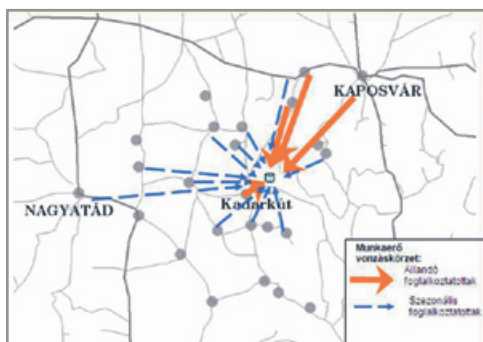 KAPOSVÁR
NAGYATÁD
Kadarkút
Munkaerő
vonzáskörzet:
Állandó
foglalkoztatottak
Szezonális
foglalkoztatottak